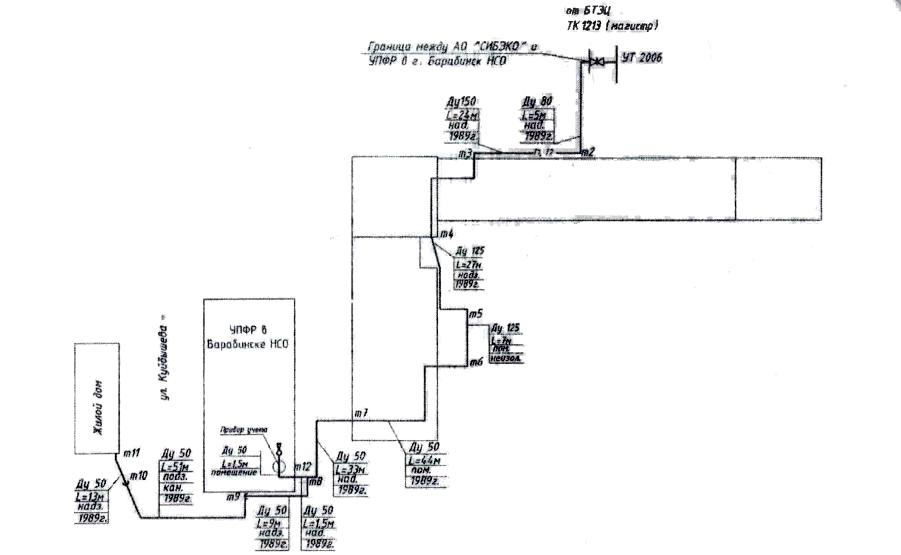 от БТЭЦ
ТК 1213 (магистр)
Граница между АО "СИБЭКО" и
УПФР в г. Барабинск НСО
УТ 2006
Ду150
L=24м
над.
1989г.
Ду 80
L=5м
над.
1989г.
т3
т2
т4
Ду 125
L=27м
надз.
1989г.
т5
Ду 125
L=7м
пом.
неизол.
т6
УПФР в
Барабинске НСО
ул. Куйбышева
Жилой дом
т7
Прибор учета
Ду 50
L=1,5м
помещение
т12
т8
Ду 50
L=33м
над.
1989г.
Ду 50
L=44м
пом.
1989г.
т11
т10
Ду 50
L=13м
надз.
1989г.
Ду 50
L=51м
подз.
кан.
1989г.
т9
Ду 50
L=9м
надз.
1989г.
Ду 50
L=1.5м
надз.
1989г.